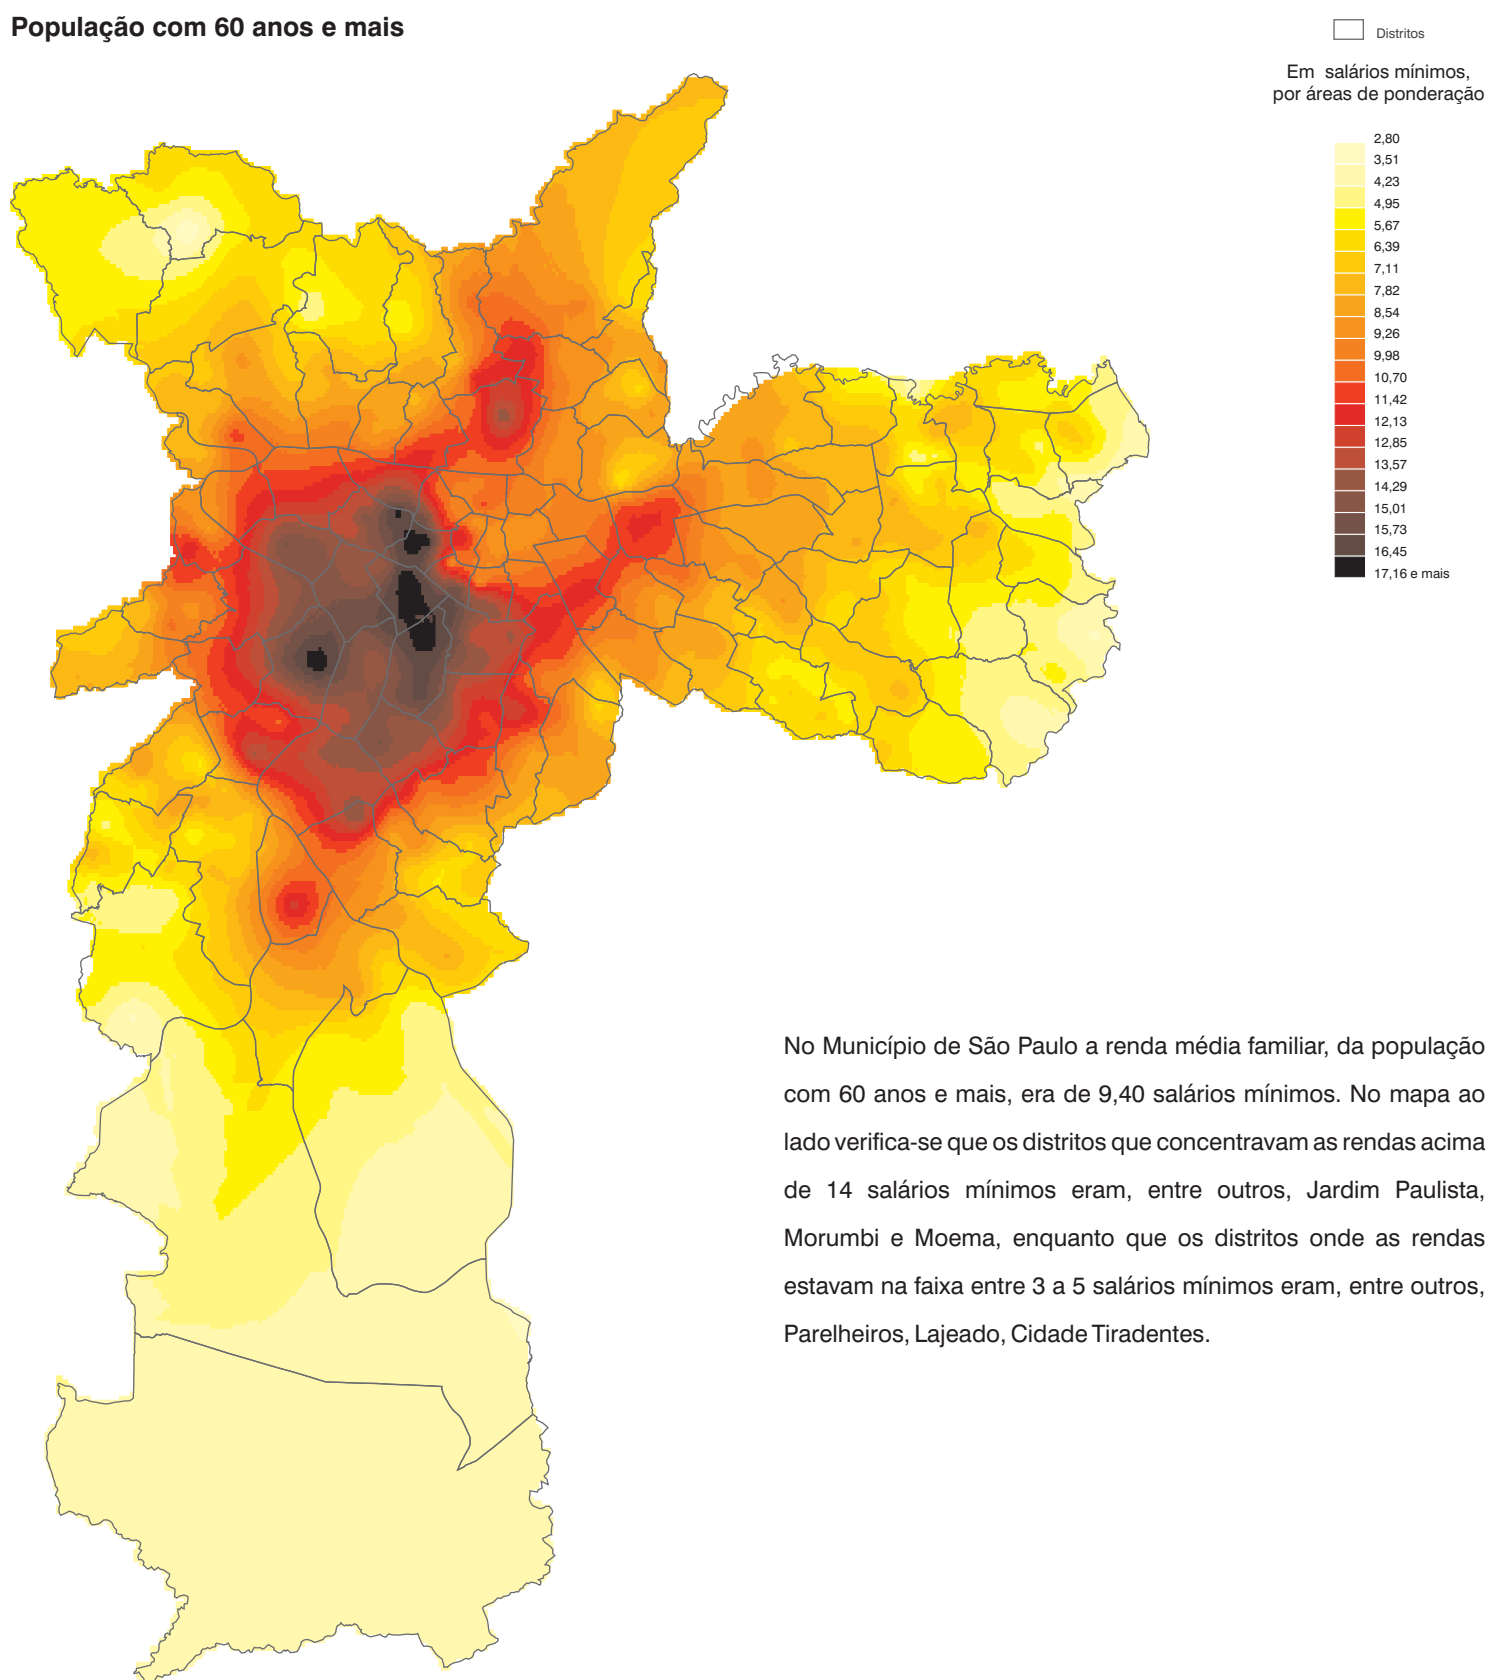 População com 60 anos e mais
Distritos
Em salários mínimos,
por áreas de ponderação
2,80
3,51
4,23
4,95
5,67
6,39
7,11
7,82
8,54
9,26
9,98
10,70
11,42
12,13
12,85
13,57
14,29
15,01
15,73
16,45
17,16 e mais
No Município de São Paulo a renda média familiar, da população
com 60 anos e mais, era de 9,40 salários mínimos. No mapa ao
lado verifica-se que os distritos que concentravam as rendas acima
de 14 salários mínimos eram, entre outros, Jardim Paulista,
Morumbi e Moema, enquanto que os distritos onde as rendas
estavam na faixa entre 3 a 5 salários mínimos eram, entre outros,
Parelheiros, Lajeado, Cidade Tiradentes.